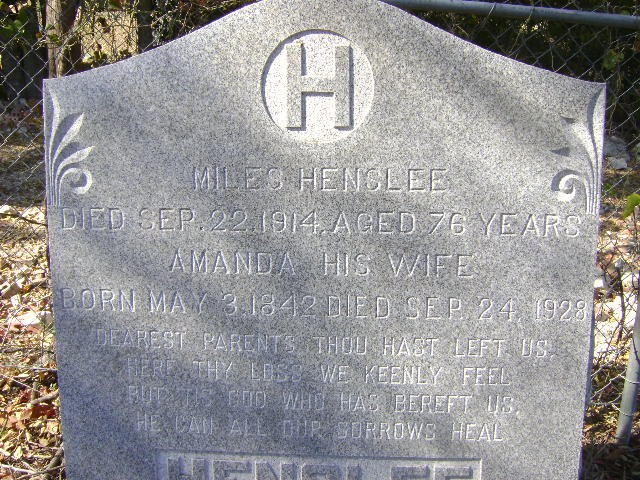 H
MILES HENSLEE
DIED SEP. 22. 1914. AGED 76 YEARS
AMANDA HIS WIFE
BORN MAY 3. 1842 DIED SEP. 24. 1928
DEAREST PARENTS THOU HAST LEFT US.
HERE THY LOSS WE KEENLY FEEL
BUT TIS GOD WHO HAS BEREFT US.
HE CAN ALL OUR SORROWS HEAL
HENSLEE